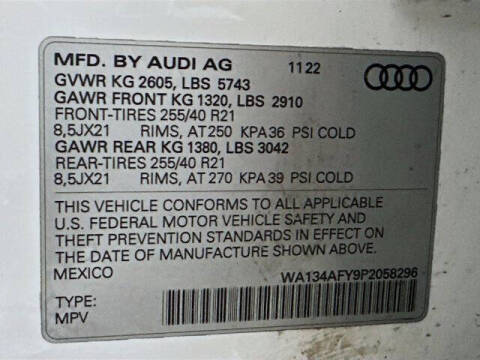 MFD. BY AUDI AG 11 22
GVWR KG 2605, LBS 5743
GAWR FRONT KG 1320, LBS 2910
FRONT-TIRES 255/40 R21
8,5JX21 RIMS, AT 250 KPA36 PSI COLD
GAWR REAR KG 1380, LBS 3042
REAR-TIRES 255/40 R21
8,5JX21 RIMS, AT 270 KPA 39 PSI COLD
THIS VEHICLE CONFORMS TO ALL APPLICABLE
U.S. FEDERAL MOTOR VEHICLE SAFETY AND
THEFT PREVENTION STANDARDS IN EFFECT ON
THE DATE OF MANUFACTURE SHOWN ABOVE.
MEXICO WA134AFY9P2058296
TYPE:
MPV